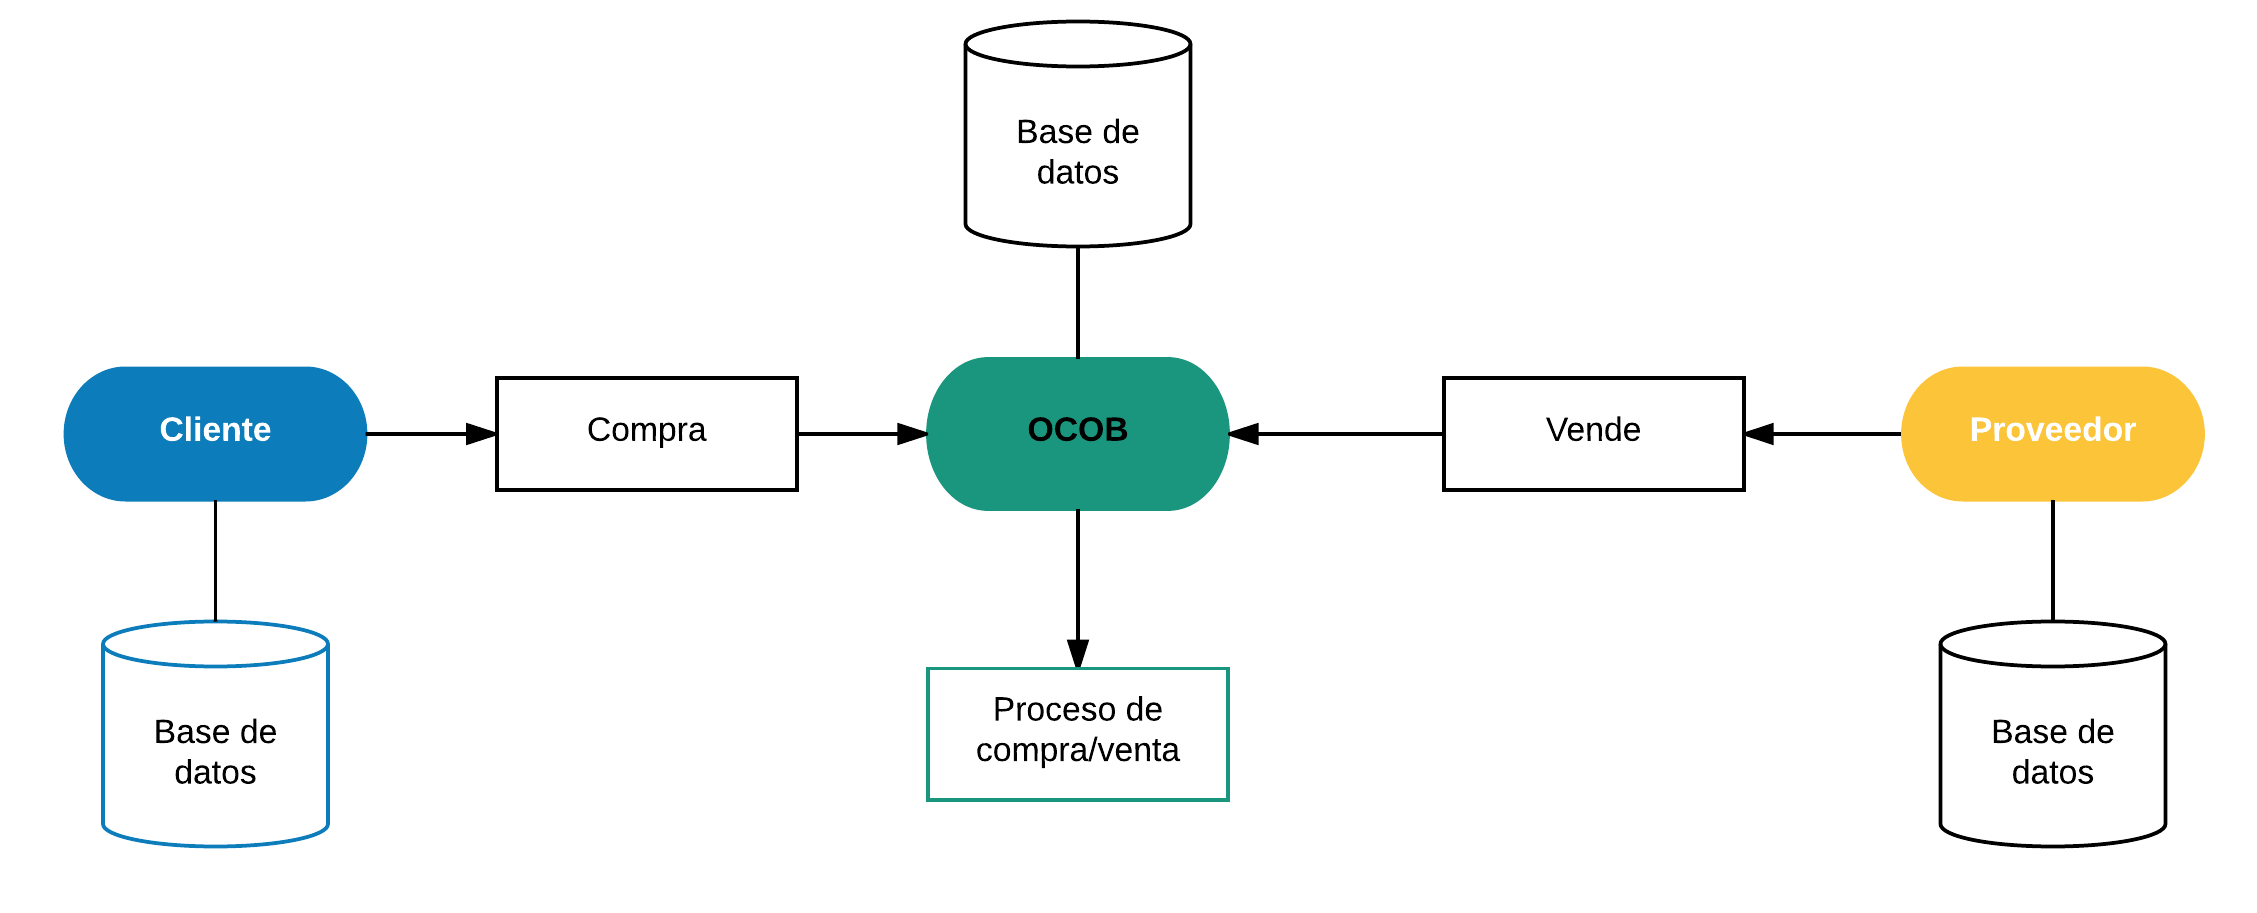 Base de
datos
Cliente
Compra
OCOB
Vende
Proveedor
Proceso de
compra/venta
Base de
datos
Base de
datos